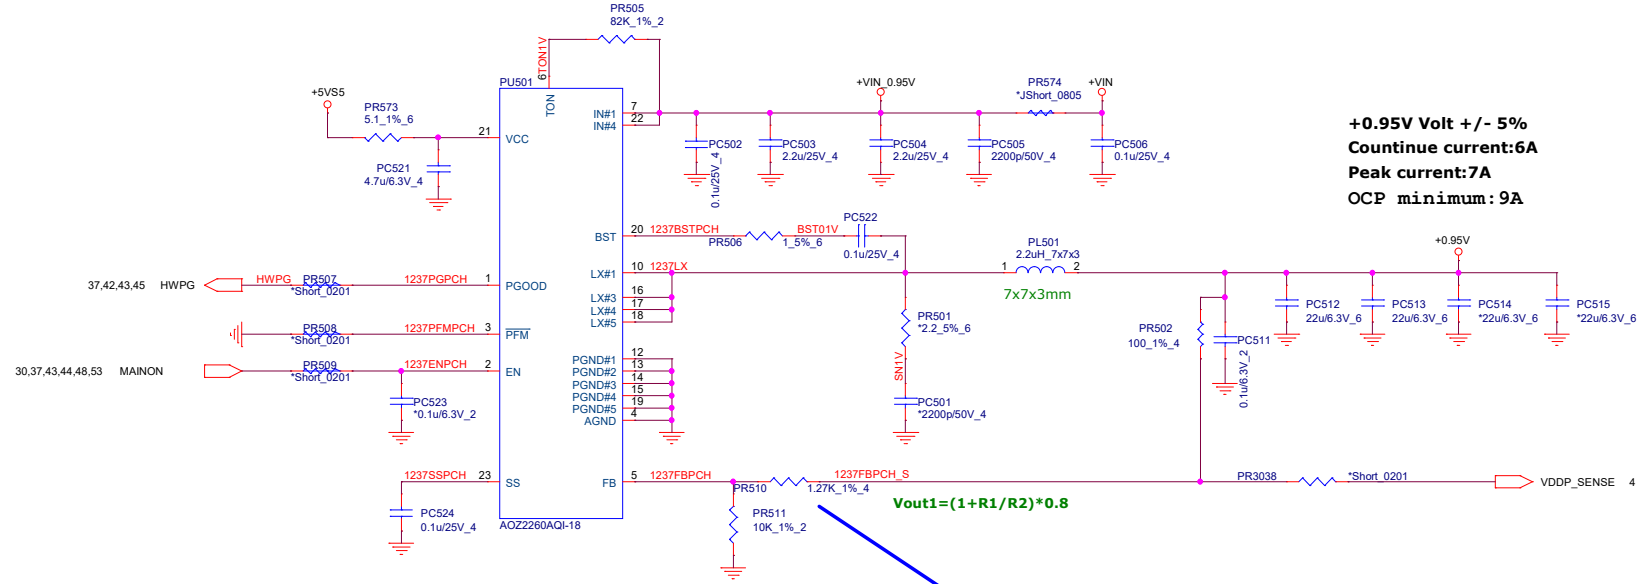 PR505
82K_1%_2
TON1V
6
PU501
TON
+5VS5
PR573
5.1_1%_6
21
VCC
PC521
4.7u/6.3V_4
IN#1
7
IN#4
22
+VIN_0.95V
PR574
*JShort_0805
+VIN
PC502
0.1u/25V_4
PC503
2.2u/25V_4
PC504
2.2u/25V_4
PC505
2200p/50V_4
PC506
0.1u/25V_4
+0.95V Volt +/- 5%
Countinue current:6A
Peak current:7A
OCP minimum:9A
BST
20
1237BSTPCH
PR506
1_5%_6
BST01V
PC522
0.1u/25V_4
LX#1
10
1237LX
LX#3
16
LX#4
17
LX#5
18
PL501
2.2uH_7x7x3
1
2
7x7x3mm
+0.95V
37,42,43,45
HWPG
HWPG
PR507
*Short_0201
1237PGPCH
1
PGOOD
PR508
*Short_0201
1237PFMPCH
3
PFM
30,37,43,44,48,53
MAINON
PR509
*Short_0201
1237ENPCH
2
EN
PC523
*0.1u/6.3V_2
PGND#1
12
PGND#2
13
PGND#3
14
PGND#4
15
PGND#5
19
AGND
4
PR501
*2.2_5%_6
SN1V
PC501
*2200p/50V_4
PR502
100_1%_4
PC511
0.1u/6.3V_2
PC512
22u/6.3V_6
PC513
22u/6.3V_6
PC514
*22u/6.3V_6
PC515
*22u/6.3V_6
1237SSPCH
23
SS
PC524
0.1u/25V_4
FB
5
1237FBPCH
PR510
1.27K_1%_4
1237FBPCH_S
PR511
10K_1%_2
Vout1=(1+R1/R2)*0.8
PR3038
*Short_0201
VDDP_SENSE
4
AOZ2260AQI-18